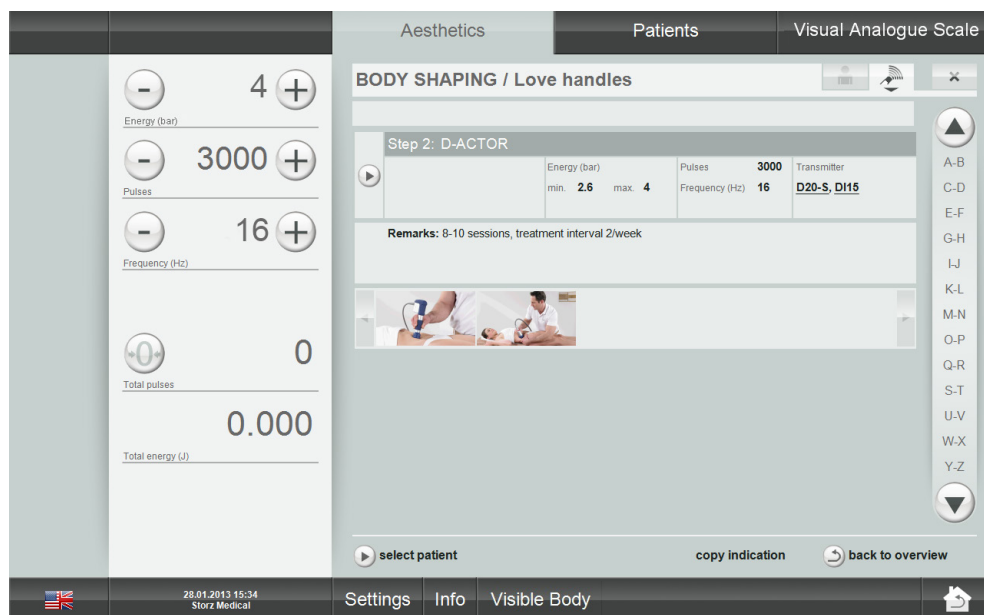 Aesthetics
Patients
Visual Analogue Scale
4
Energy (bar)
3000
Pulses
16
Frequency (Hz)
0
Total pulses
0.000
Total energy (J)
BODY SHAPING / Love handles
Step 2: D-ACTOR
Energy (bar)
min. 2.6 max. 4
Pulses 3000
Frequency (Hz) 16
Transmitter
D20-S, DI15
Remarks: 8-10 sessions, treatment interval 2/week
A-B
C-D
E-F
G-H
I-J
K-L
M-N
O-P
Q-R
S-T
U-V
W-X
Y-Z
select patient
copy indication
back to overview
28.01.2013 15:34
Storz Medical
Settings
Info
Visible Body